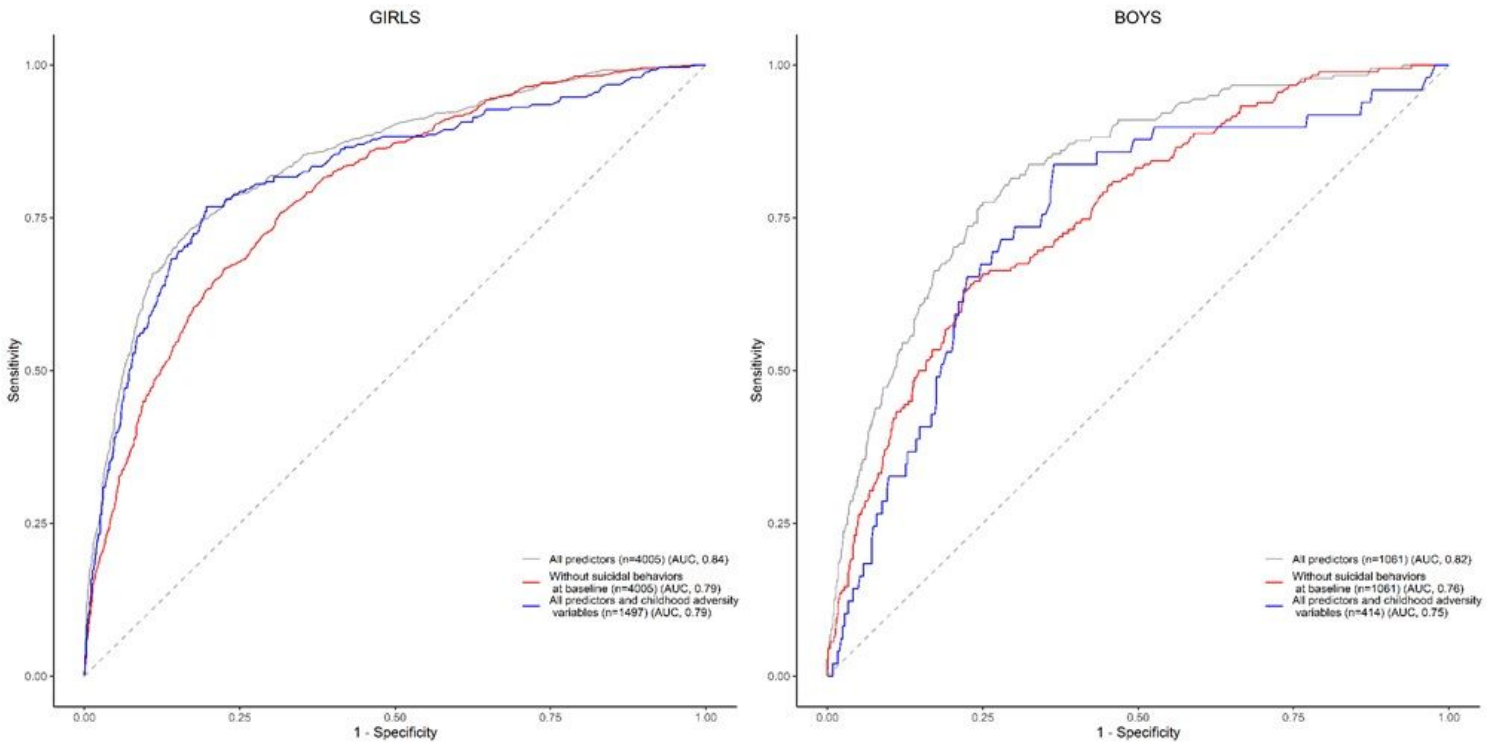 GIRLS
1.00
0.75
0.50
0.25
0.00
Sensitivity
0.00
0.25
0.50
0.75
1.00
1 - Specificity
All predictors (n=4005) (AUC, 0.84)
Without suicidal behaviors
at baseline (n=4005) (AUC, 0.79)
All predictors and childhood adversity
variables (n=1497) (AUC, 0.79)
BOYS
1.00
0.75
0.50
0.25
0.00
Sensitivity
0.00
0.25
0.50
0.75
1.00
1 - Specificity
All predictors (n=1061) (AUC, 0.82)
Without suicidal behaviors
at baseline (n=1061) (AUC, 0.76)
All predictors and childhood adversity
variables (n=414) (AUC, 0.75)